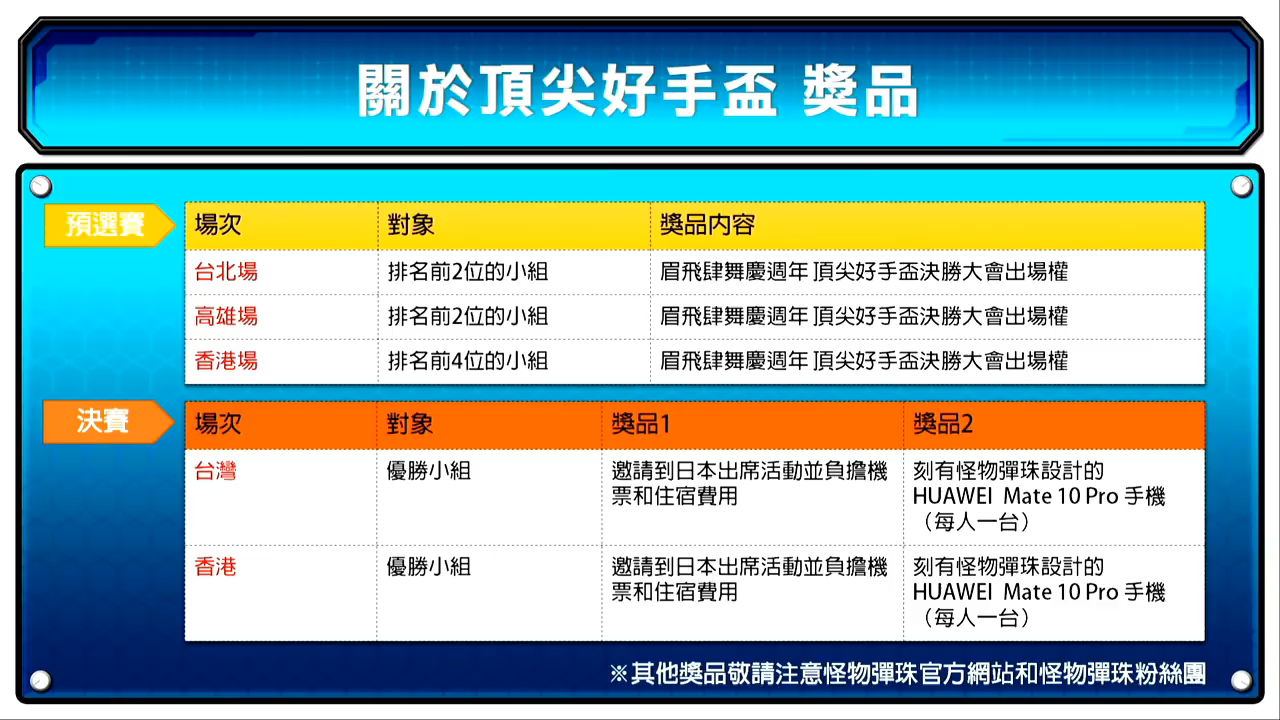 關於頂尖好手盃 獎品
預選賽
場次 對象 獎品内容
台北場 排名前2位的小組 眉飛肆舞慶週年 頂尖好手盃決勝大會出場權
高雄場 排名前2位的小組 眉飛肆舞慶週年 頂尖好手盃決勝大會出場權
香港場 排名前4位的小組 眉飛肆舞慶週年 頂尖好手盃決勝大會出場權
決賽
場次 對象 獎品1 獎品2
台灣 優勝小組
邀請到日本出席活動並負擔機
票和住宿費用
刻有怪物彈珠設計的
HUAWEI Mate 10 Pro 手機
（每人一台）
香港 優勝小組
邀請到日本出席活動並負擔機
票和住宿費用
刻有怪物彈珠設計的
HUAWEI Mate 10 Pro 手機
（每人一台）
※其他獎品敬請注意怪物彈珠官方網站和怪物彈珠粉絲團